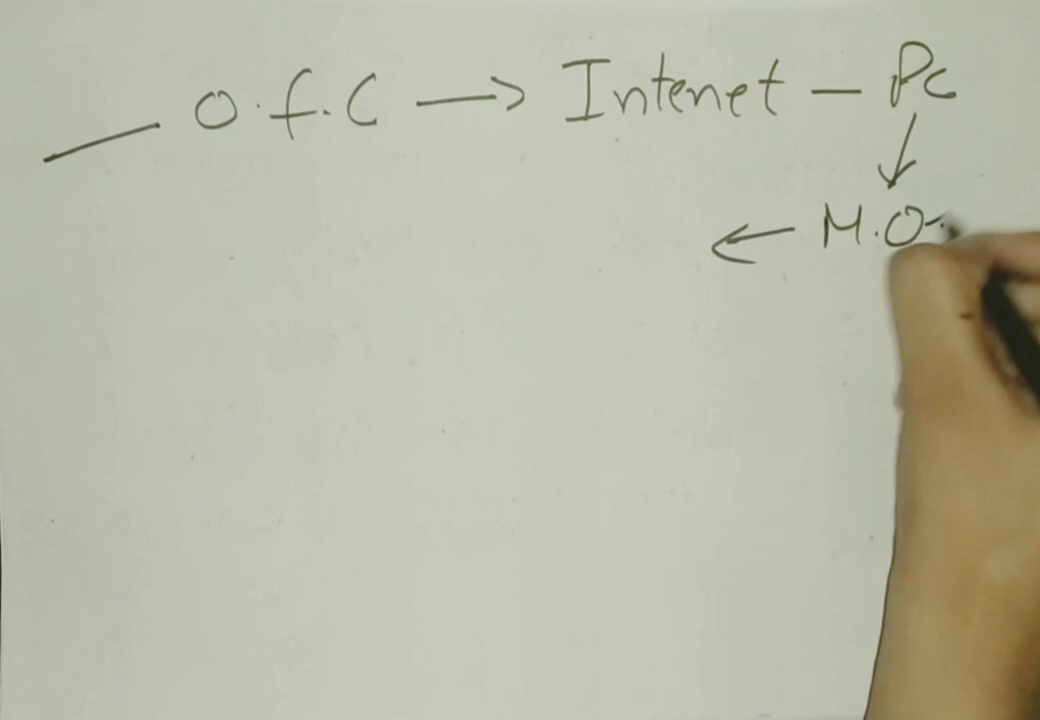 O.f.C → Intenet – Pc
↓
← M.O.